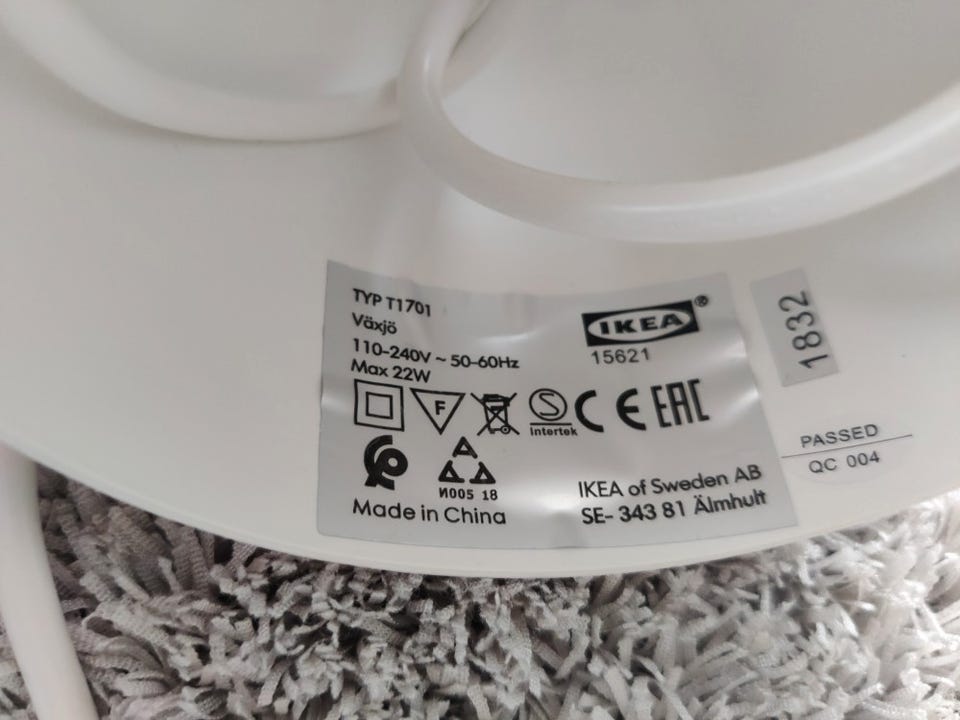 TYP T1701
Växjö
110-240V ~ 50-60Hz
Max 22W
IKEA®
15621
F
S
Intertek
CE
EAC
И005 18
Made in China
IKEA of Sweden AB
SE- 343 81 Älmhult
1832
PASSED
QC 004